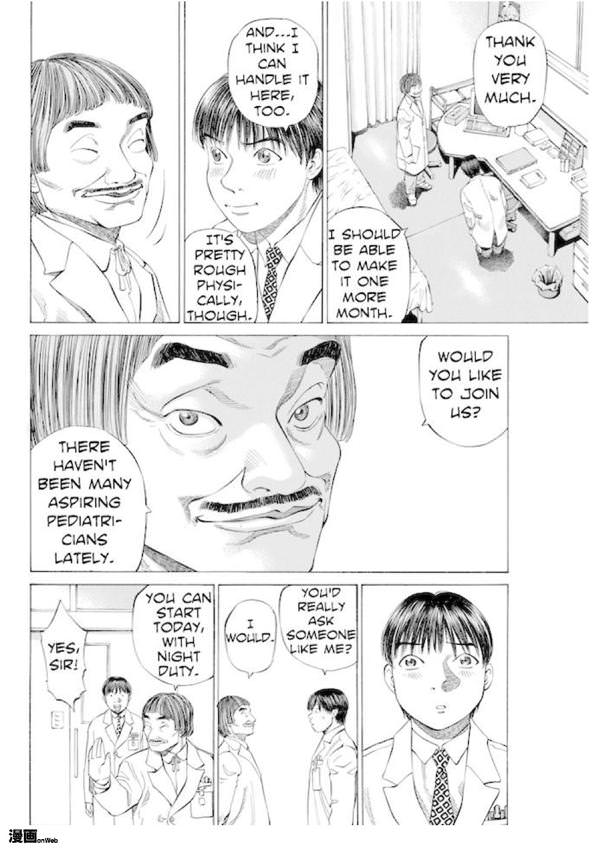 THANK
YOU
VERY
MUCH.
I SHOULD
BE ABLE
TO MAKE
IT ONE
MORE
MONTH.
AND...I
THINK I
CAN
HANDLE IT
HERE,
TOO.
IT'S
PRETTY
ROUGH
PHYSI-
CALLY,
THOUGH.
WOULD
YOU LIKE
TO JOIN
US?
THERE
HAVEN'T
BEEN MANY
ASPIRING
PEDIATRI-
CIANS
LATELY.
YOU'D
REALLY
ASK
SOMEONE
LIKE ME?
I
WOULD.
YOU CAN
START
TODAY,
WITH
NIGHT
DUTY.
YES,
SIR!
漫画onWeb